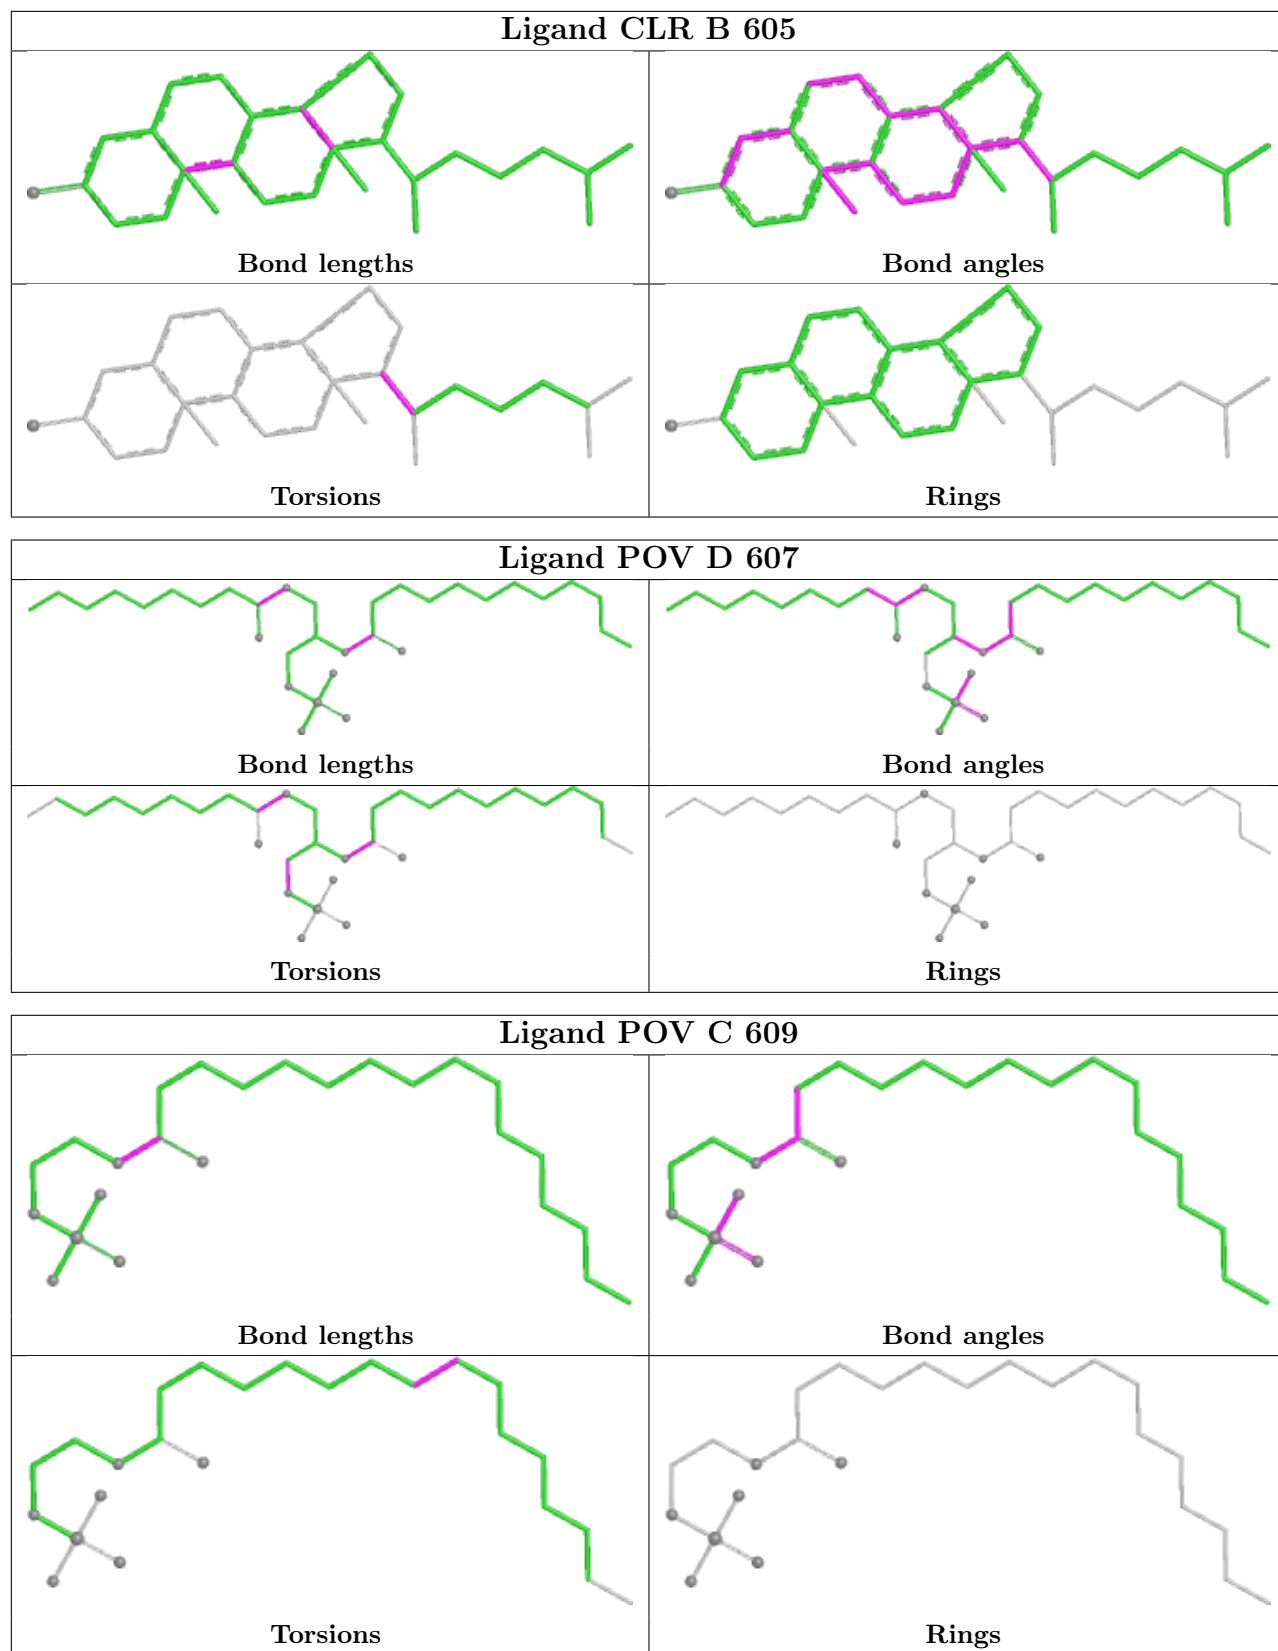 Ligand CLR B 605
Bond lengths
Bond angles
Torsions
Rings
Ligand POV D 607
Bond lengths
Bond angles
Torsions
Rings
Ligand POV C 609
Bond lengths
Bond angles
Torsions
Rings